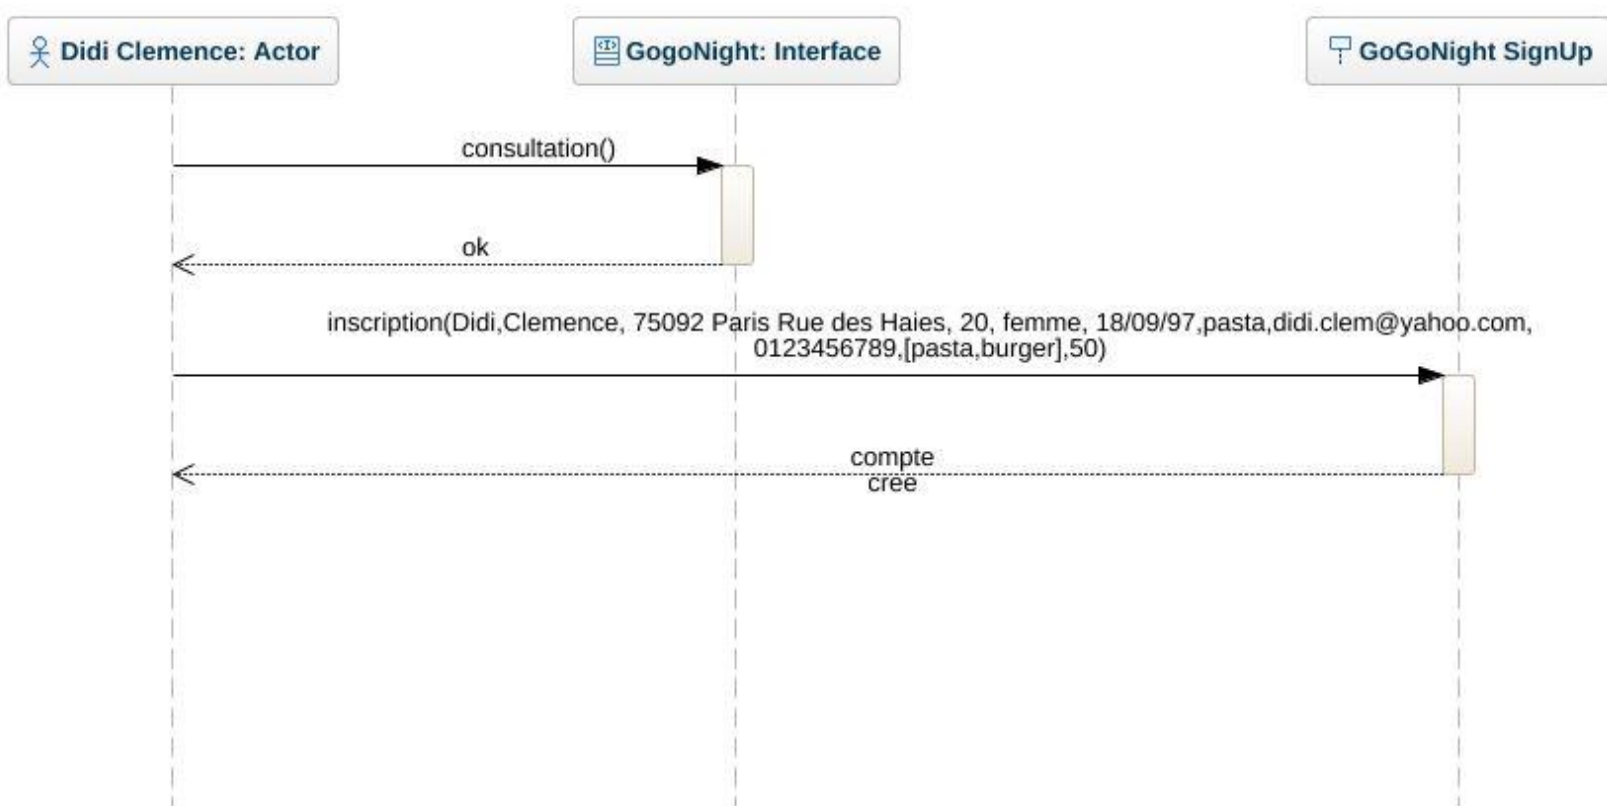 Didi Clemence: Actor
GogoNight: Interface
GoGoNight SignUp
consultation()
ok
inscription(Didi,Clemence, 75092 Paris Rue des Haies, 20, femme, 18/09/97,pasta,didi.clem@yahoo.com,
0123456789,[pasta,burger],50)
compte
cree